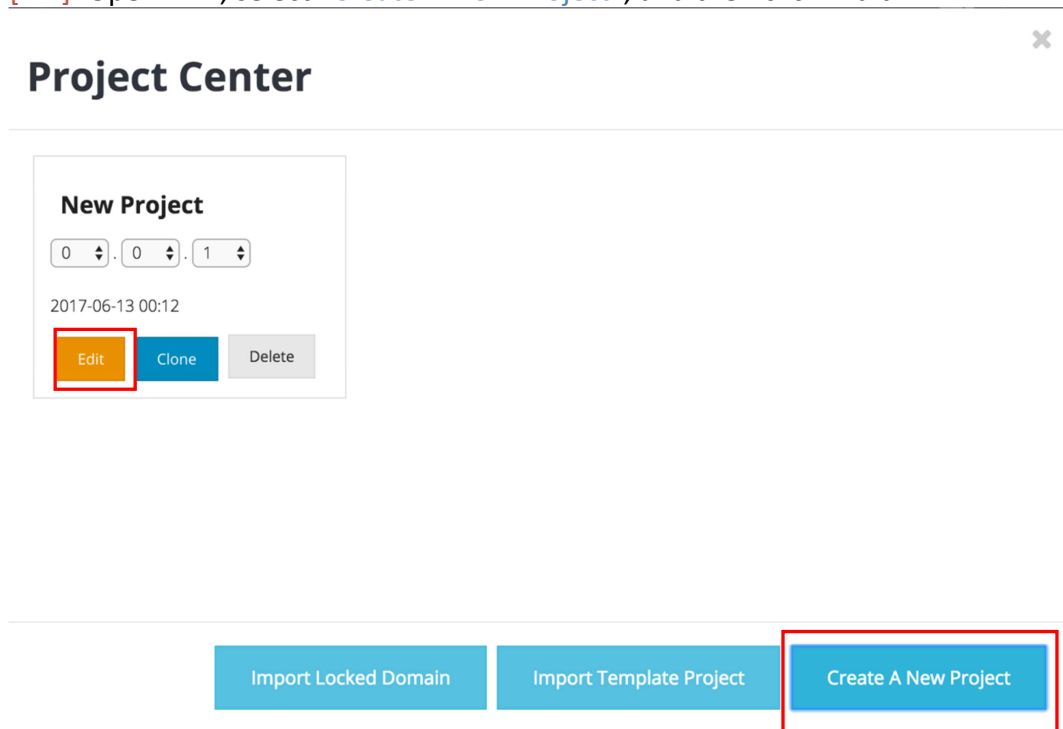 Project Center
New Project
0 . 0 . 1
2017-06-13 00:12
Edit Clone Delete
Import Locked Domain Import Template Project Create A New Project